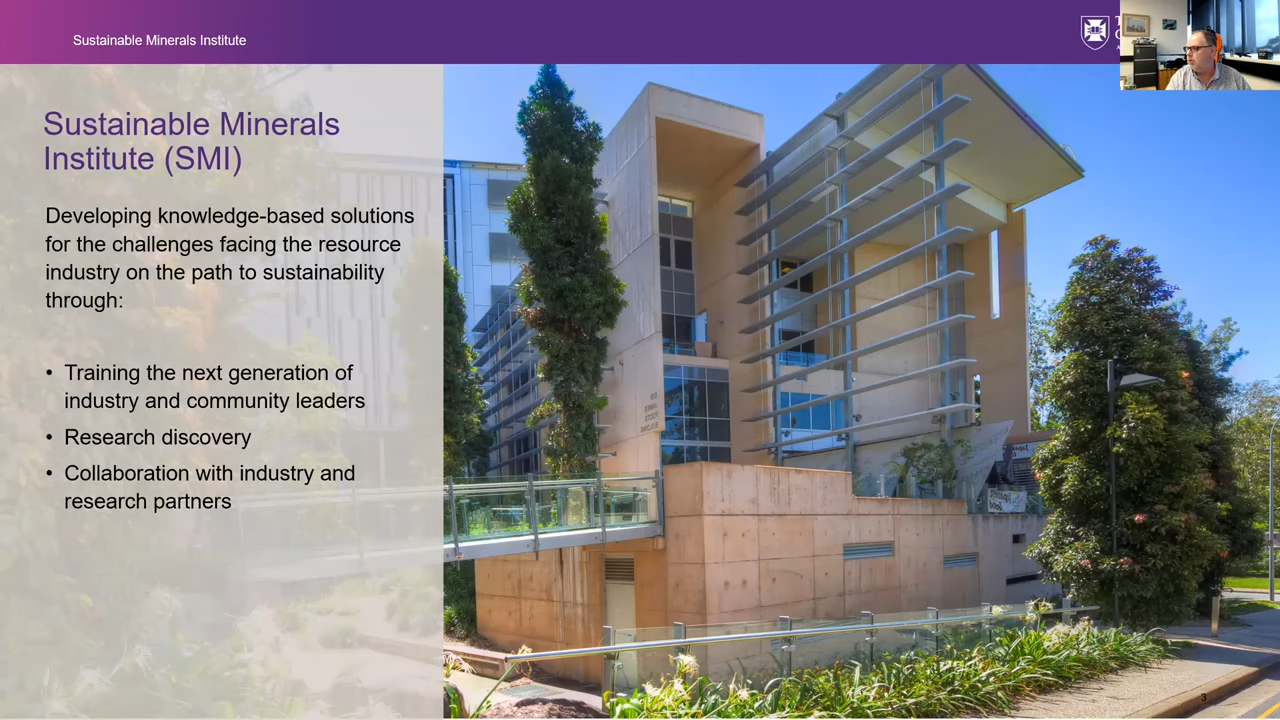 Sustainable Minerals Institute
Sustainable Minerals
Institute (SMI)
Developing knowledge-based solutions
for the challenges facing the resource
industry on the path to sustainability
through:
• Training the next generation of
industry and community leaders
• Research discovery
• Collaboration with industry and
research partners
3